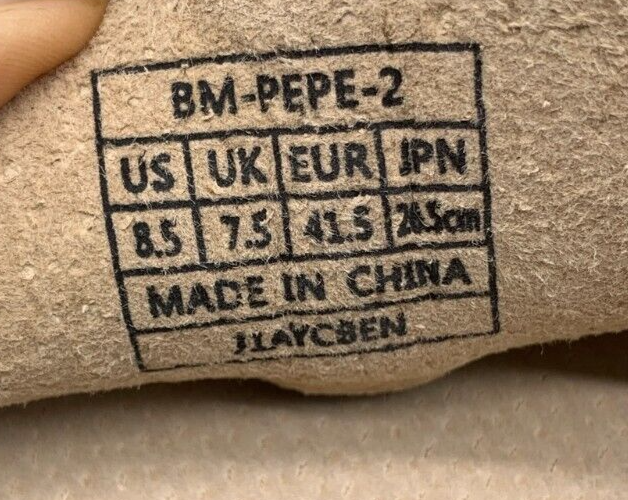 BM-PEPE-2
US UK EUR JPN
8.5 7.5 41.5 26.5cm
MADE IN CHINA